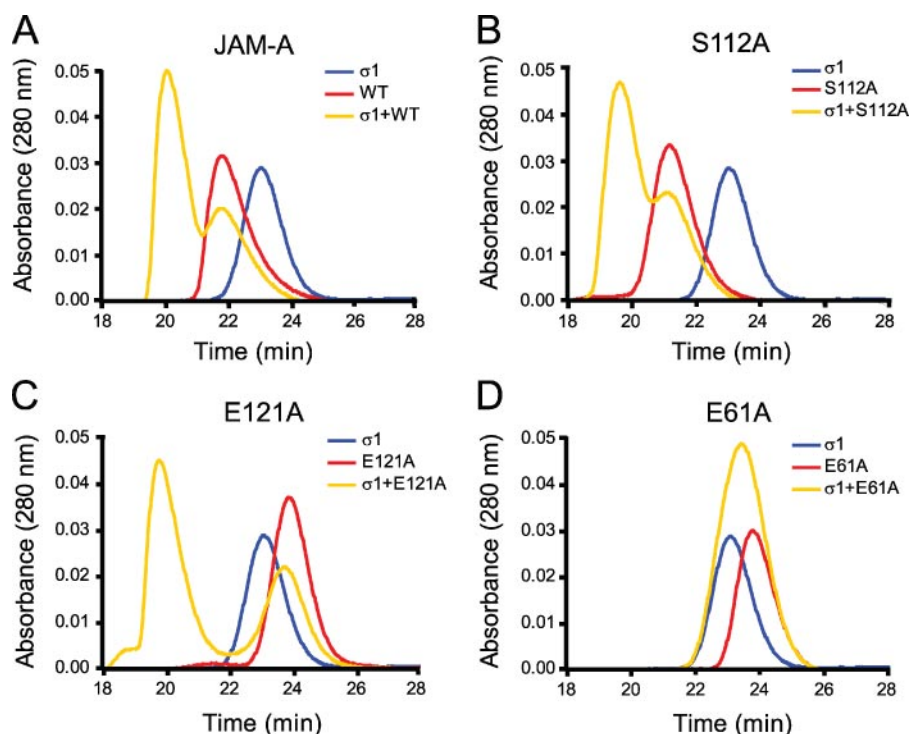 A
JAM-A
Absorbance (280 nm)
0.05
0.04
0.03
0.02
0.01
0.00
σ1
WT
σ1+WT
18 20 22 24 26 28
Time (min)
B
S112A
Absorbance (280 nm)
0.05
0.04
0.03
0.02
0.01
0.00
σ1
S112A
σ1+S112A
18 20 22 24 26 28
Time (min)
C
E121A
Absorbance (280 nm)
0.05
0.04
0.03
0.02
0.01
0.00
σ1
E121A
σ1+E121A
18 20 22 24 26 28
Time (min)
D
E61A
Absorbance (280 nm)
0.05
0.04
0.03
0.02
0.01
0.00
σ1
E61A
σ1+E61A
18 20 22 24 26 28
Time (min)